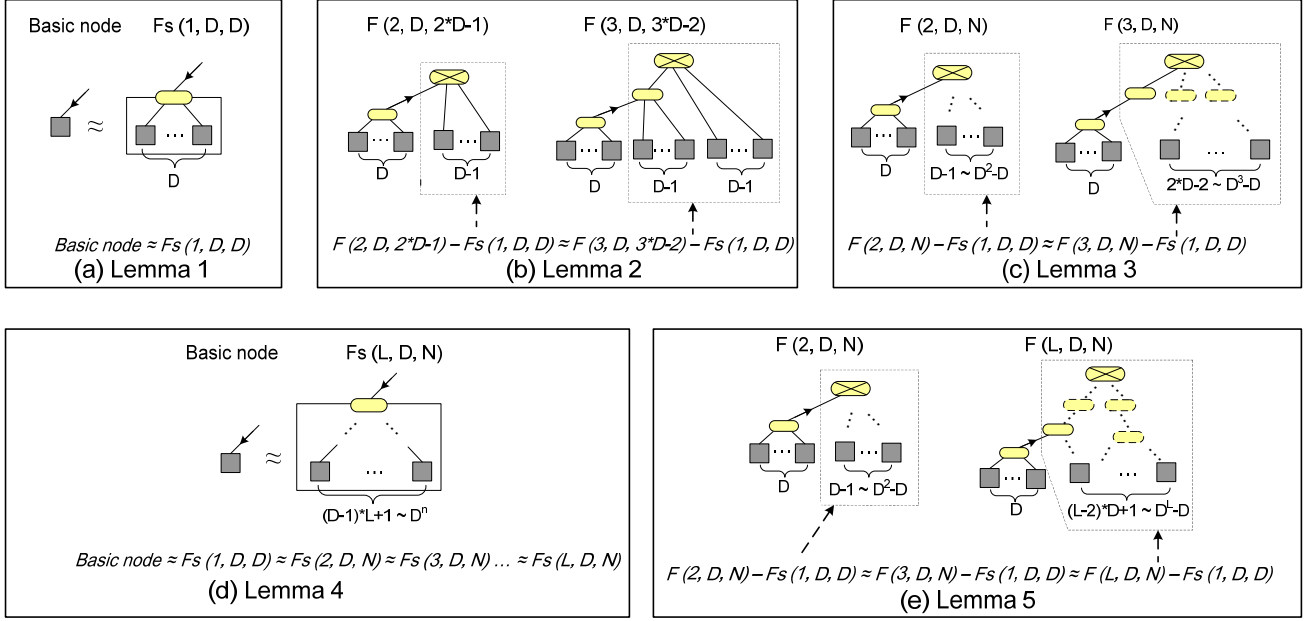 Basic node Fs (1, D, D)
≈
...
D
Basic node ≈ Fs (1, D, D)
(a) Lemma 1
F (2, D, 2*D-1) F (3, D, 3*D-2)
... ... ... ... ...
D D-1 D D-1 D-1
F (2, D, 2*D-1) – Fs (1, D, D) ≈ F (3, D, 3*D-2) – Fs (1, D, D)
(b) Lemma 2
F (2, D, N) F (3, D, N)
... ... ... ...
D D-1 ~ D²-D D 2*D-2 ~ D³-D
F (2, D, N) – Fs (1, D, D) ≈ F (3, D, N) – Fs (1, D, D)
(c) Lemma 3
Basic node Fs (L, D, N)
≈
...
(D-1)*L+1 ~ Dⁿ
Basic node ≈ Fs (1, D, D) ≈ Fs (2, D, N) ≈ Fs (3, D, N) ... ≈ Fs (L, D, N)
(d) Lemma 4
F (2, D, N) F (L, D, N)
... ... ... ...
D D-1 ~ D²-D D (L-2)*D+1 ~ Dᴸ-D
F (2, D, N) – Fs (1, D, D) ≈ F (3, D, N) – Fs (1, D, D) ≈ F (L, D, N) – Fs (1, D, D)
(e) Lemma 5